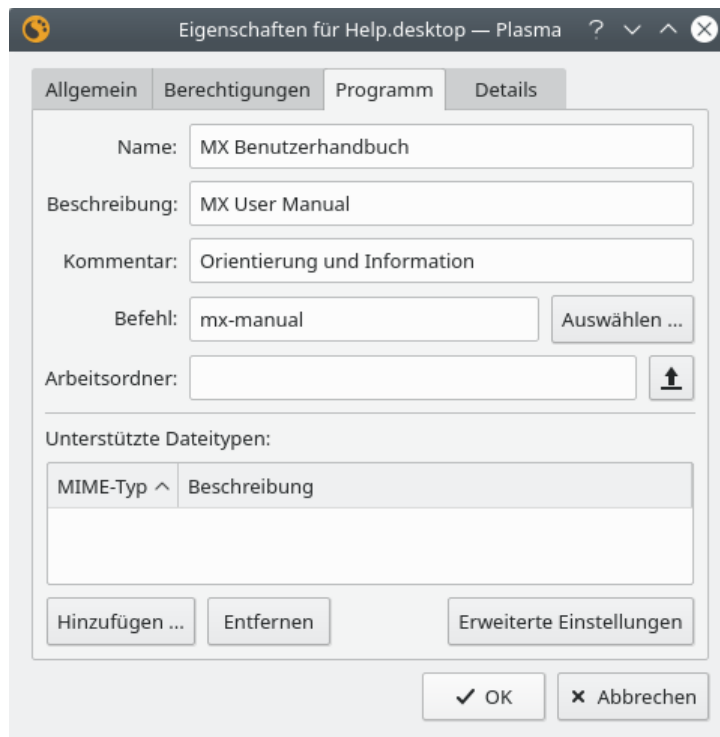 Eigenschaften für Help.desktop — Plasma
Allgemein Berechtigungen Programm Details
Name: MX Benutzerhandbuch
Beschreibung: MX User Manual
Kommentar: Orientierung und Information
Befehl: mx-manual Auswählen ...
Arbeitsordner:
Unterstützte Dateitypen:
MIME-Typ Beschreibung
Hinzufügen ... Entfernen Erweiterte Einstellungen
OK Abbrechen